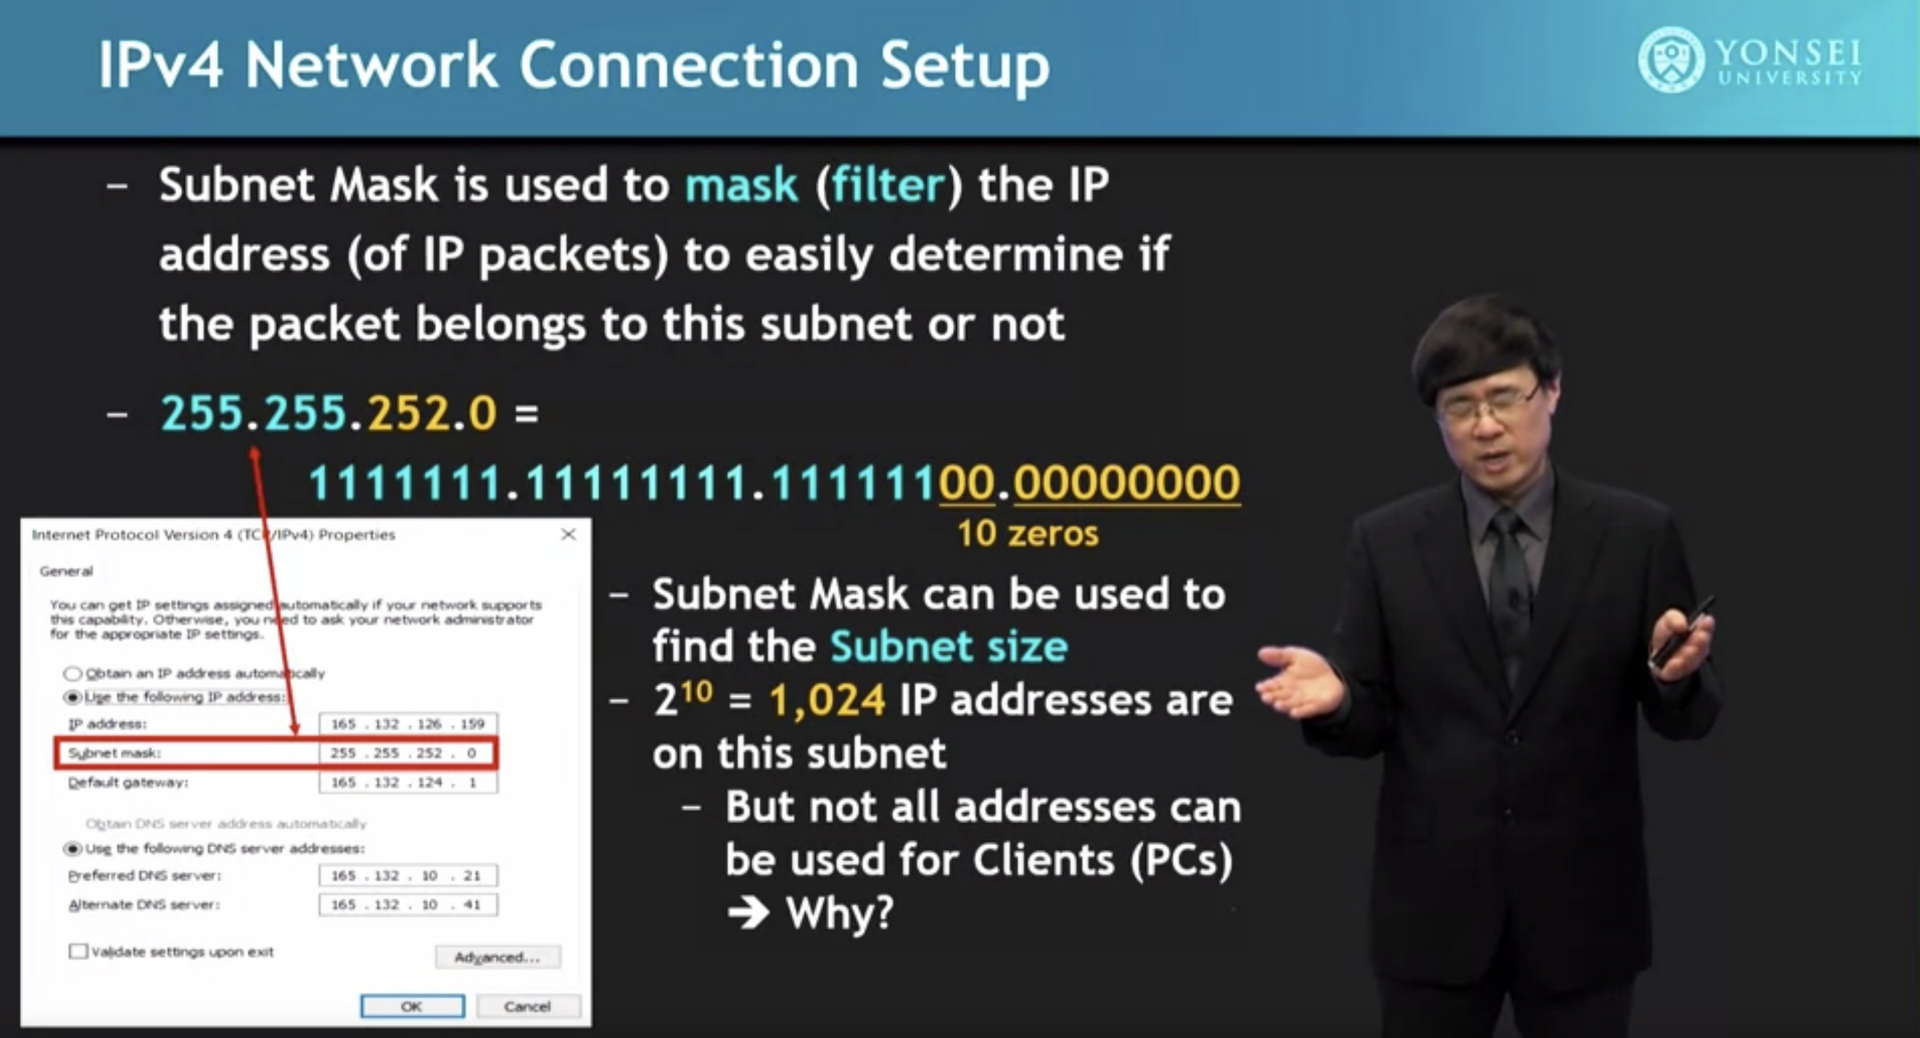 IPv4 Network Connection Setup
YONSEI
UNIVERSITY
– Subnet Mask is used to mask (filter) the IP
address (of IP packets) to easily determine if
the packet belongs to this subnet or not
– 255.255.252.0 =
1111111.11111111.11111100.00000000
10 zeros
Internet Protocol Version 4 (TCP/IPv4) Properties
General
You can get IP settings assigned automatically if your network supports
this capability. Otherwise, you need to ask your network administrator
for the appropriate IP settings.
Obtain an IP address automatically
Use the following IP address:
IP address: 165 . 132 . 126 . 159
Subnet mask: 255 . 255 . 252 . 0
Default gateway: 165 . 132 . 124 . 1
Obtain DNS server address automatically
Use the following DNS server addresses:
Preferred DNS server: 165 . 132 . 10 . 21
Alternate DNS server: 165 . 132 . 10 . 41
Validate settings upon exit
Advanced...
OK
Cancel
– Subnet Mask can be used to
find the Subnet size
– 2¹⁰ = 1,024 IP addresses are
on this subnet
– But not all addresses can
be used for Clients (PCs)
➔ Why?